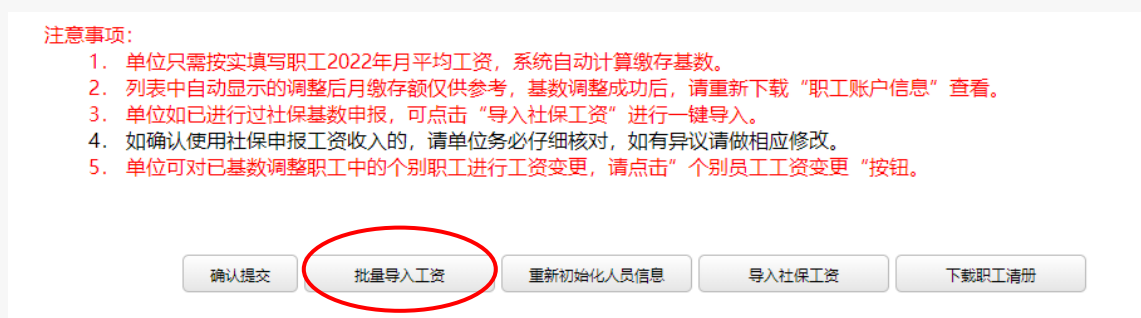 注意事项：
1. 单位只需按实填写职工2022年月平均工资，系统自动计算缴存基数。
2. 列表中自动显示的调整后月缴存额仅供参考，基数调整成功后，请重新下载“职工账户信息”查看。
3. 单位如已进行过社保基数申报，可点击“导入社保工资”进行一键导入。
4. 如确认使用社保申报工资收入的，请单位务必仔细核对，如有异议请做相应修改。
5. 单位可对已基数调整职工中的个别职工进行工资变更，请点击”个别员工工资变更“按钮。
确认提交 批量导入工资 重新初始化人员信息 导入社保工资 下载职工清册